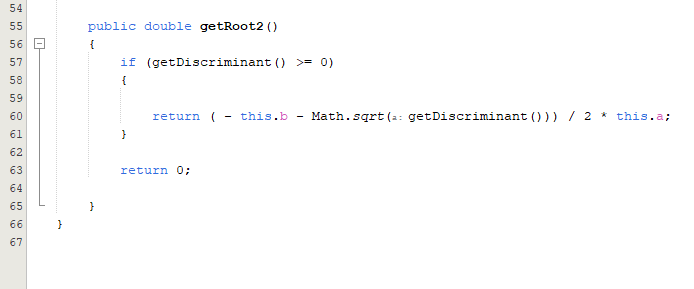 54
55 public double getRoot2()
56 {
57 if (getDiscriminant() >= 0)
58 {
59
60 return ( - this.b - Math.sqrt(a: getDiscriminant())) / 2 * this.a;
61 }
62
63 return 0;
64
65 }
66 }
67